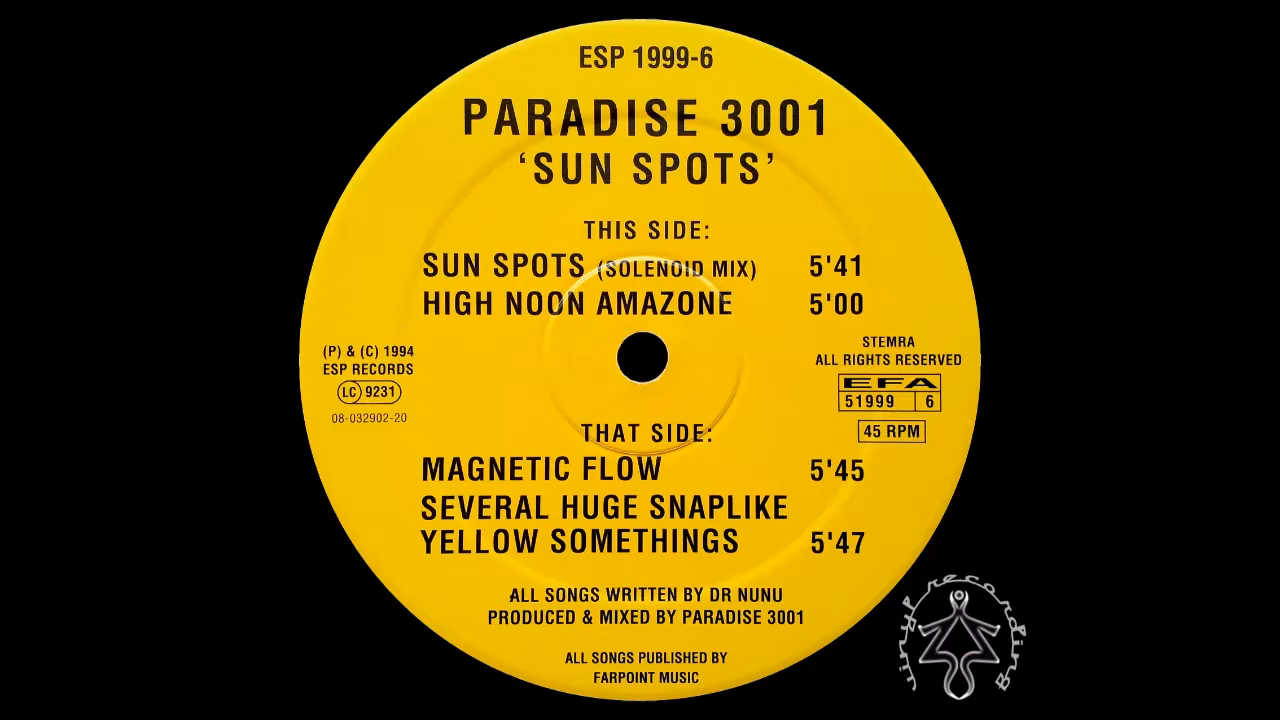 ESP 1999-6
PARADISE 3001
‘SUN SPOTS’
THIS SIDE:
SUN SPOTS (SOLENOID MIX) 5'41
HIGH NOON AMAZONE 5'00
(P) & (C) 1994
ESP RECORDS
LC 9231
08-032902-20
STEMRA
ALL RIGHTS RESERVED
EFA
51999 6
45 RPM
THAT SIDE:
MAGNETIC FLOW 5'45
SEVERAL HUGE SNAPLIKE
YELLOW SOMETHINGS 5'47
ALL SONGS WRITTEN BY DR NUNU
PRODUCED & MIXED BY PARADISE 3001
ALL SONGS PUBLISHED BY
FARPOINT MUSIC
recording